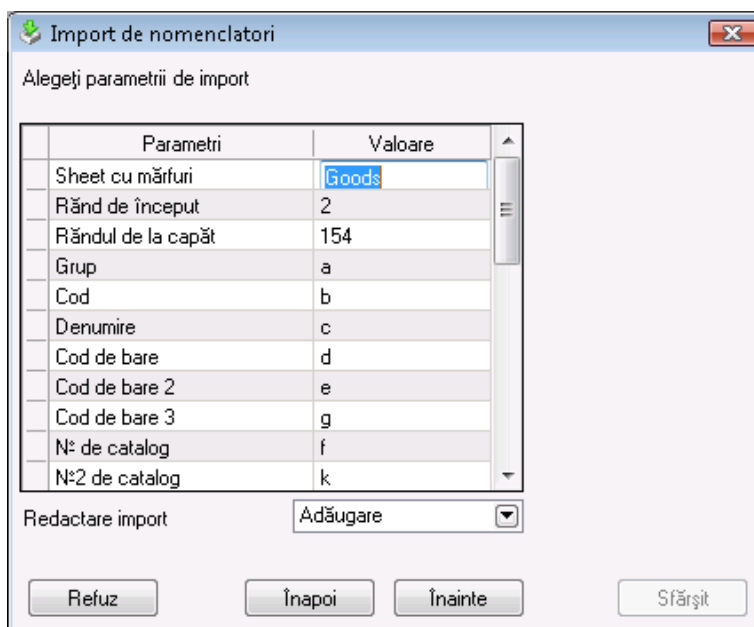 Import de nomenclatori
Alegeţi parametrii de import
Parametri Valoare
Sheet cu mărfuri Goods
Rănd de început 2
Răndul de la capăt 154
Grup a
Cod b
Denumire c
Cod de bare d
Cod de bare 2 e
Cod de bare 3 g
Nº de catalog f
Nº2 de catalog k
Redactare import Adăugare
Refuz Înapoi Înainte Sfărşit